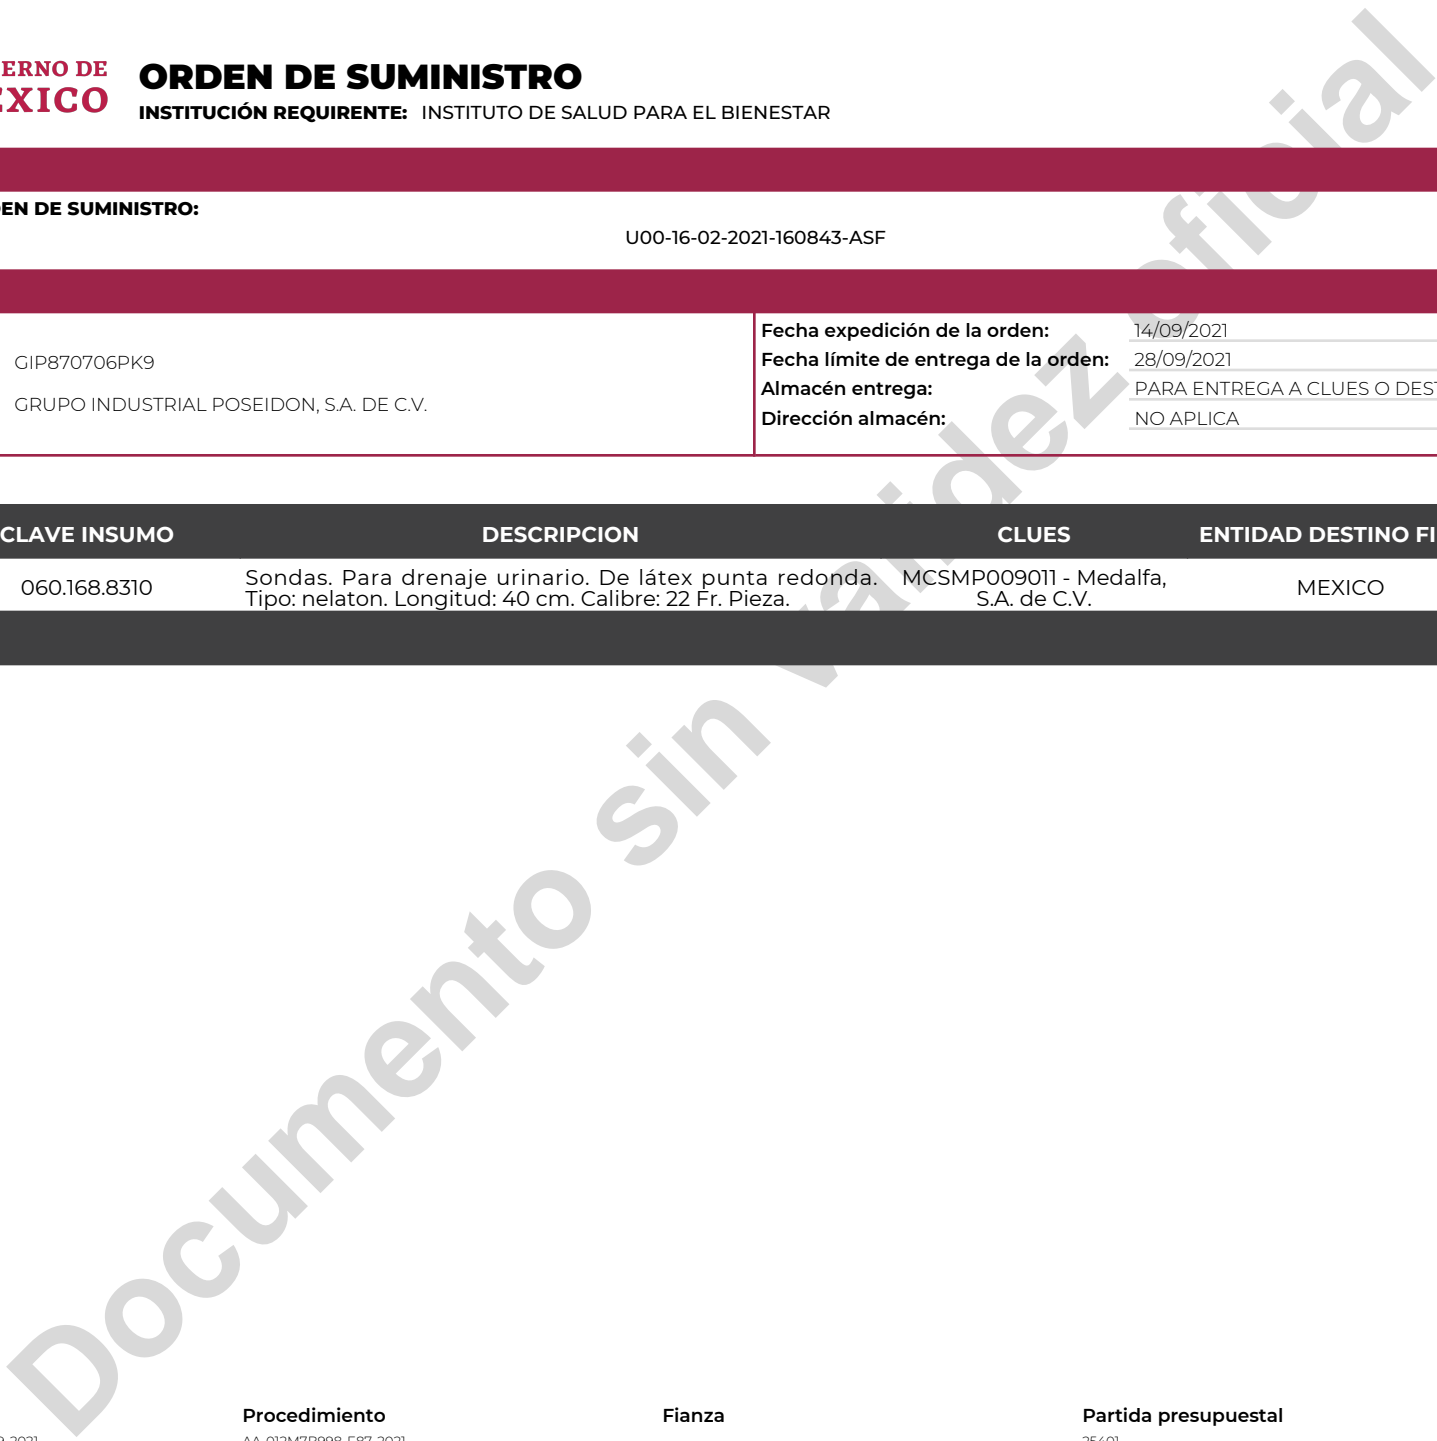 ERNO DE
ORDEN DE SUMINISTRO
EXICO
INSTITUCIÓN REQUIRENTE: INSTITUTO DE SALUD PARA EL BIENESTAR
EN DE SUMINISTRO:
U00-16-02-2021-160843-ASF
Fecha expedición de la orden: 14/09/2021
GIP870706PK9
Fecha límite de entrega de la orden: 28/09/2021
Almacén entrega: PARA ENTREGA A CLUES O DEST
GRUPO INDUSTRIAL POSEIDON, S.A. DE C.V.
Dirección almacén: NO APLICA
CLAVE INSUMO DESCRIPCION CLUES ENTIDAD DESTINO FI
060.168.8310 Sondas. Para drenaje urinario. De látex punta redonda. Tipo: nelaton. Longitud: 40 cm. Calibre: 22 Fr. Pieza. MCSMP009011 - Medalfa, S.A. de C.V. MEXICO
Documento sin validez oficial
Procedimiento Fianza Partida presupuestal